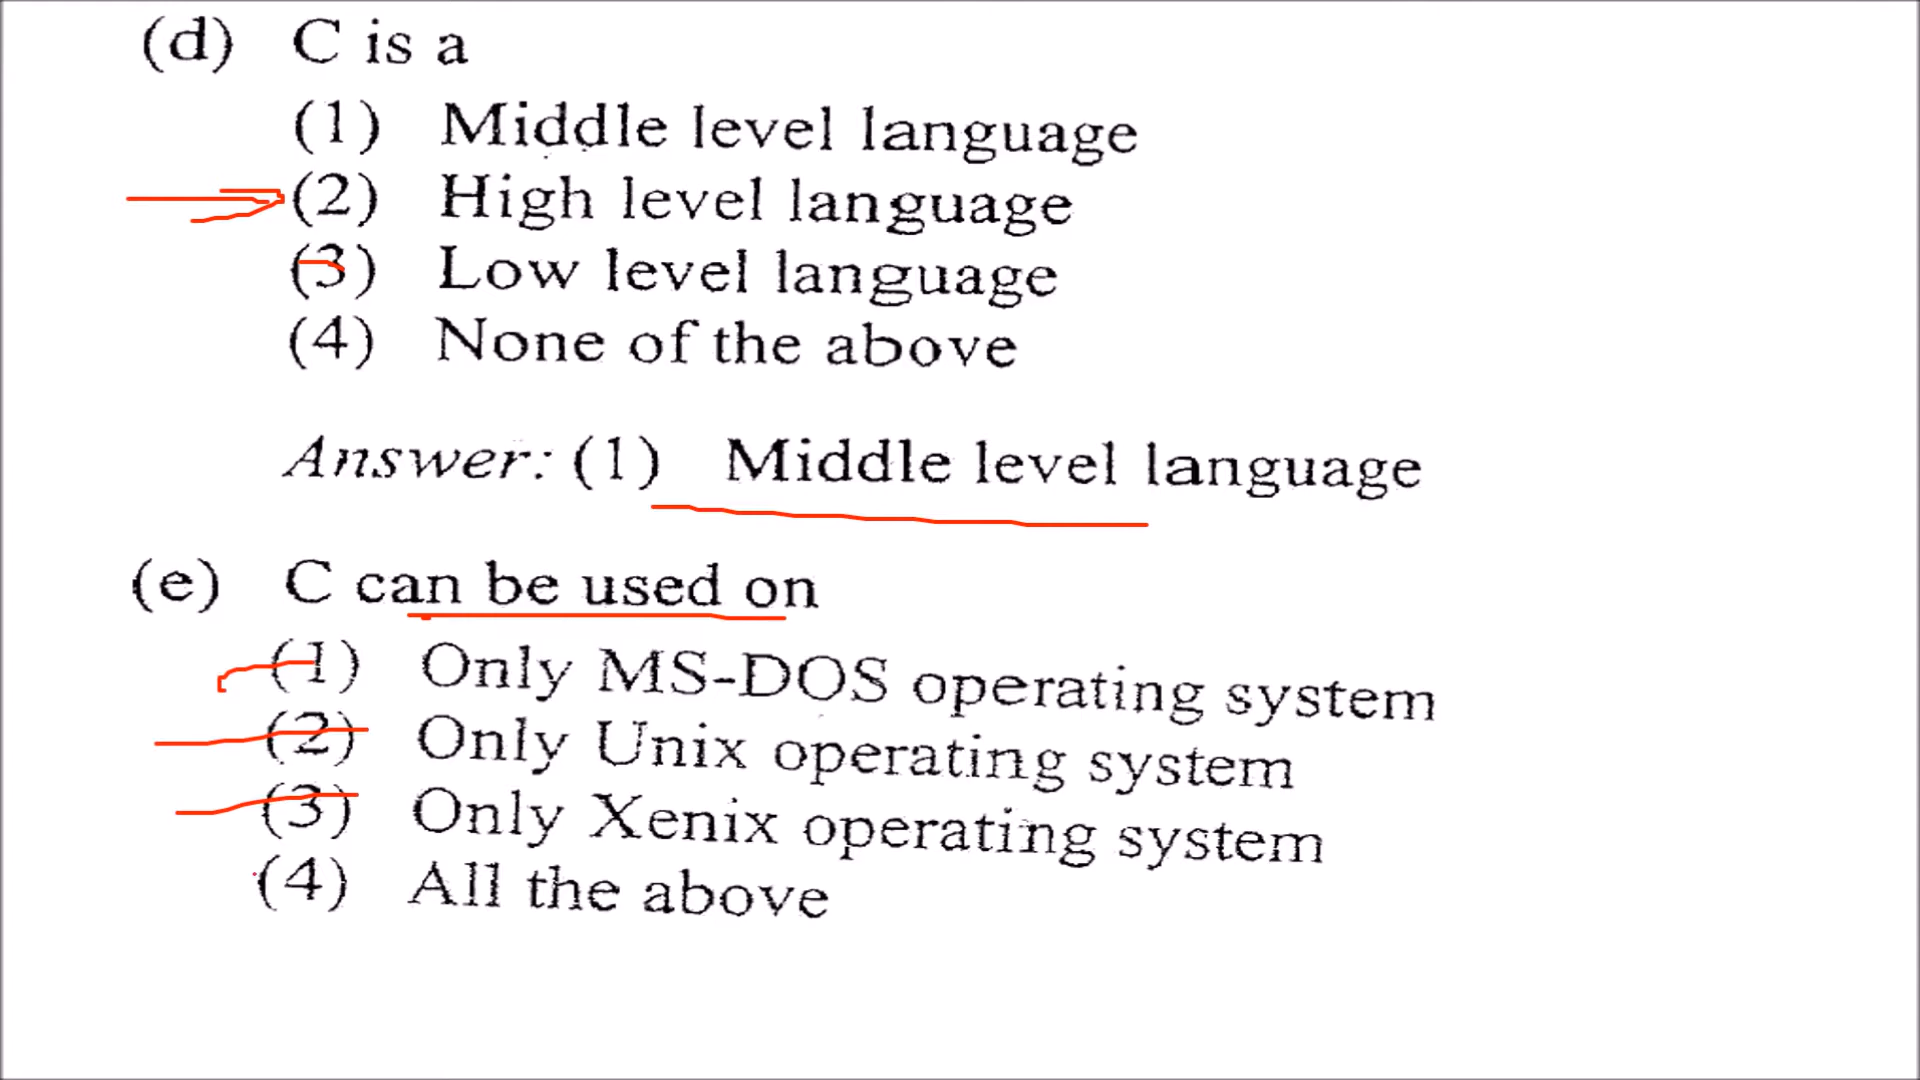 (d) C is a
(1) Middle level language
(2) High level language
(3) Low level language
(4) None of the above
Answer: (1) Middle level language
(e) C can be used on
(1) Only MS-DOS operating system
(2) Only Unix operating system
(3) Only Xenix operating system
(4) All the above